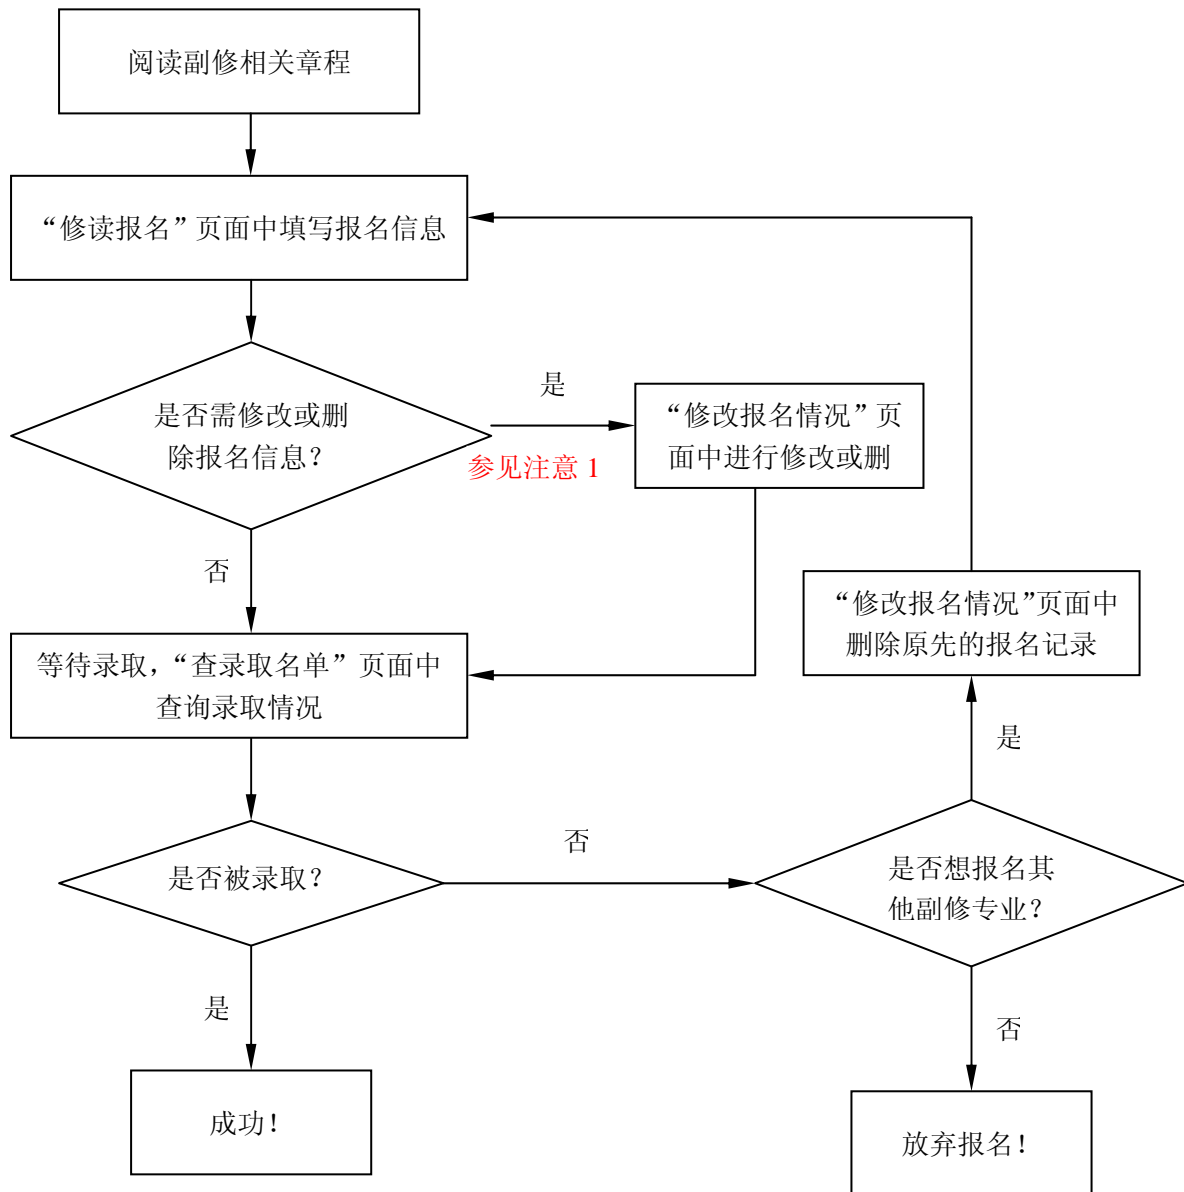 阅读副修相关章程
“修读报名”页面中填写报名信息
是否需修改或删
除报名信息？
是
参见注意 1
“修改报名情况”页
面中进行修改或删
否
“修改报名情况”页面中
删除原先的报名记录
等待录取，“查录取名单”页面中
查询录取情况
是
是否被录取？
否
是否想报名其
他副修专业？
是
否
成功！
放弃报名！